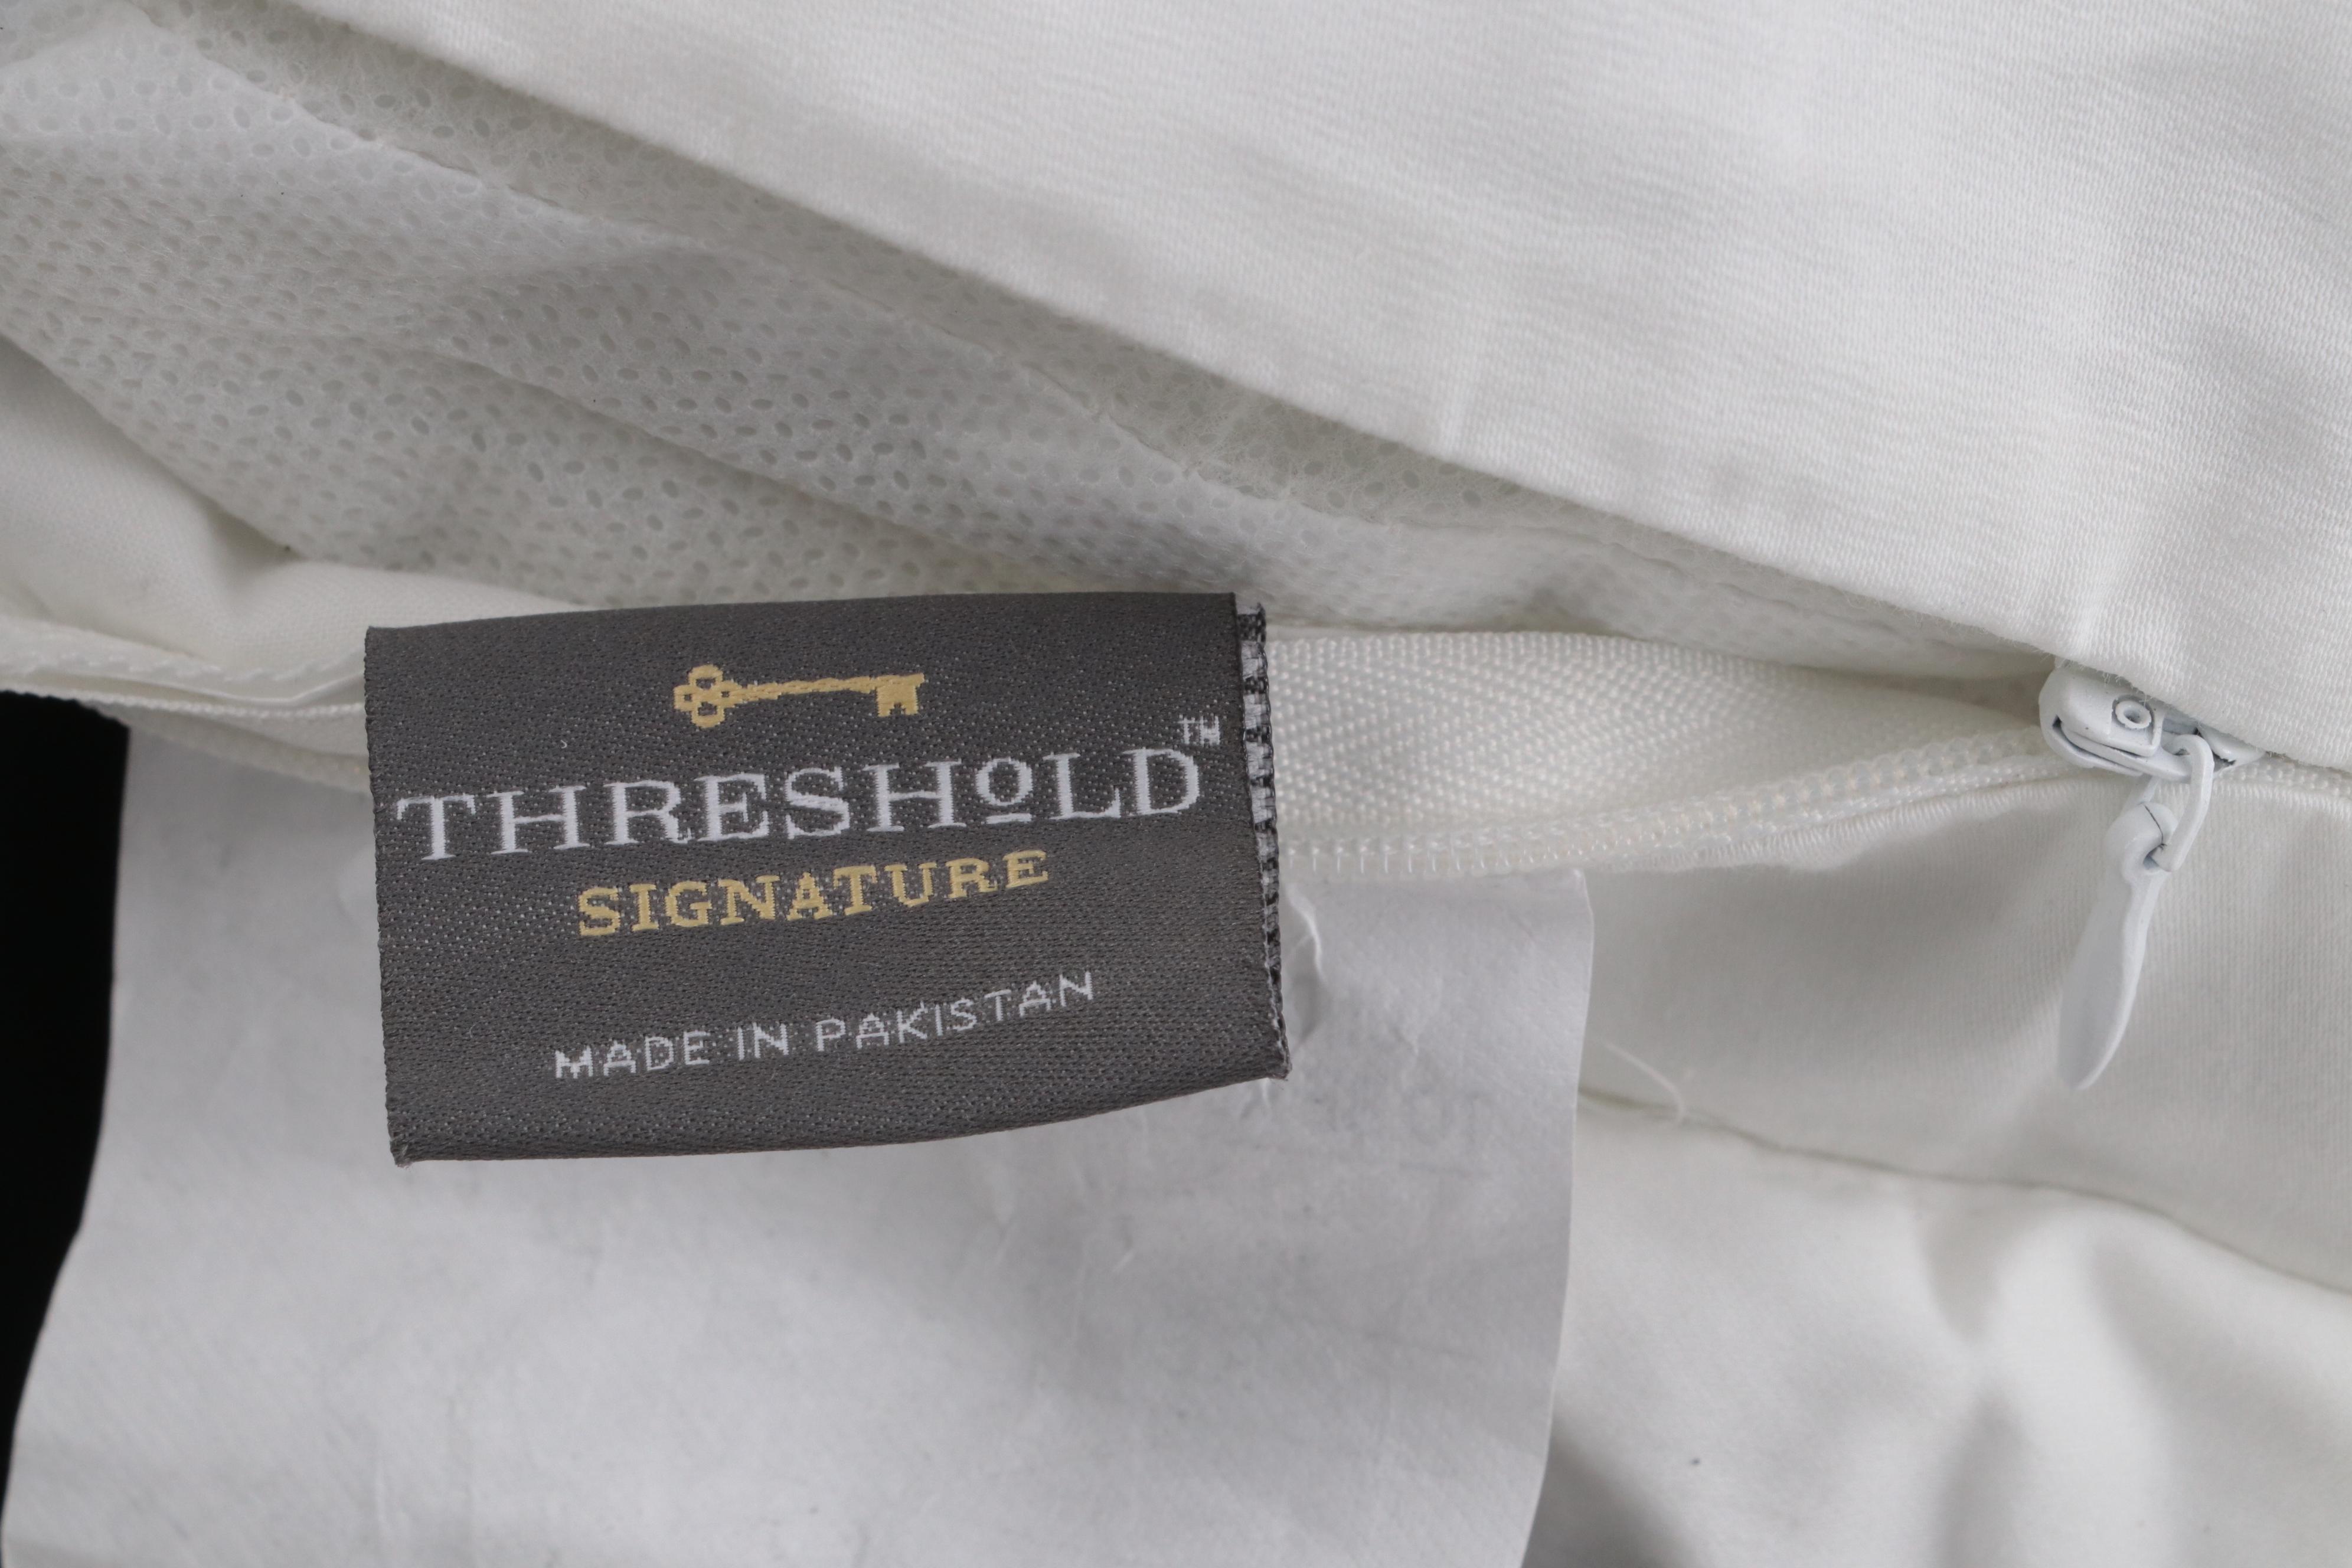 THRESHOLD™
SIGNATURE
MADE IN PAKISTAN